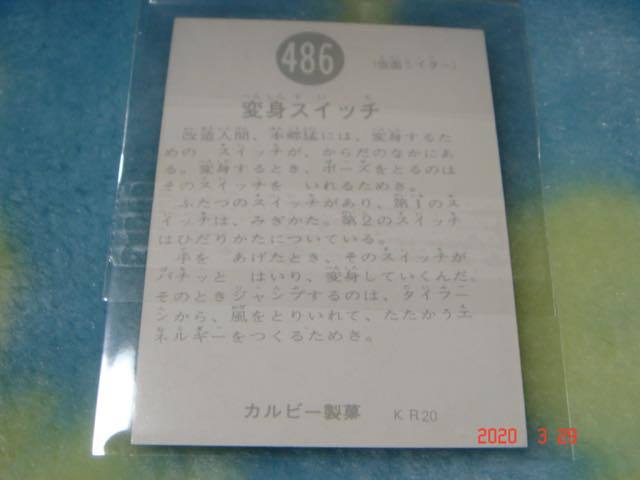 486
(仮面ライダー)
変身スイッチ
改造人間、本郷猛には、変身するた
めの スイッチが、からだのなかにあ
る。変身するとき、ポーズをとるのは
そのスイッチを いれるためさ。
ふたつのスイッチがあり、第1のス
イッチは、みぎかた。第2のスイッチ
はひだりかたについている。
手を あげたとき、そのスイッチが
パチッと はいり、変身していくんだ。
そのときジャンプするのは、タイフー
ンから、風をとりいれて、たたかうエ
ネルギーをつくるためさ。
カルビー製菓 KR20
2020 3 29